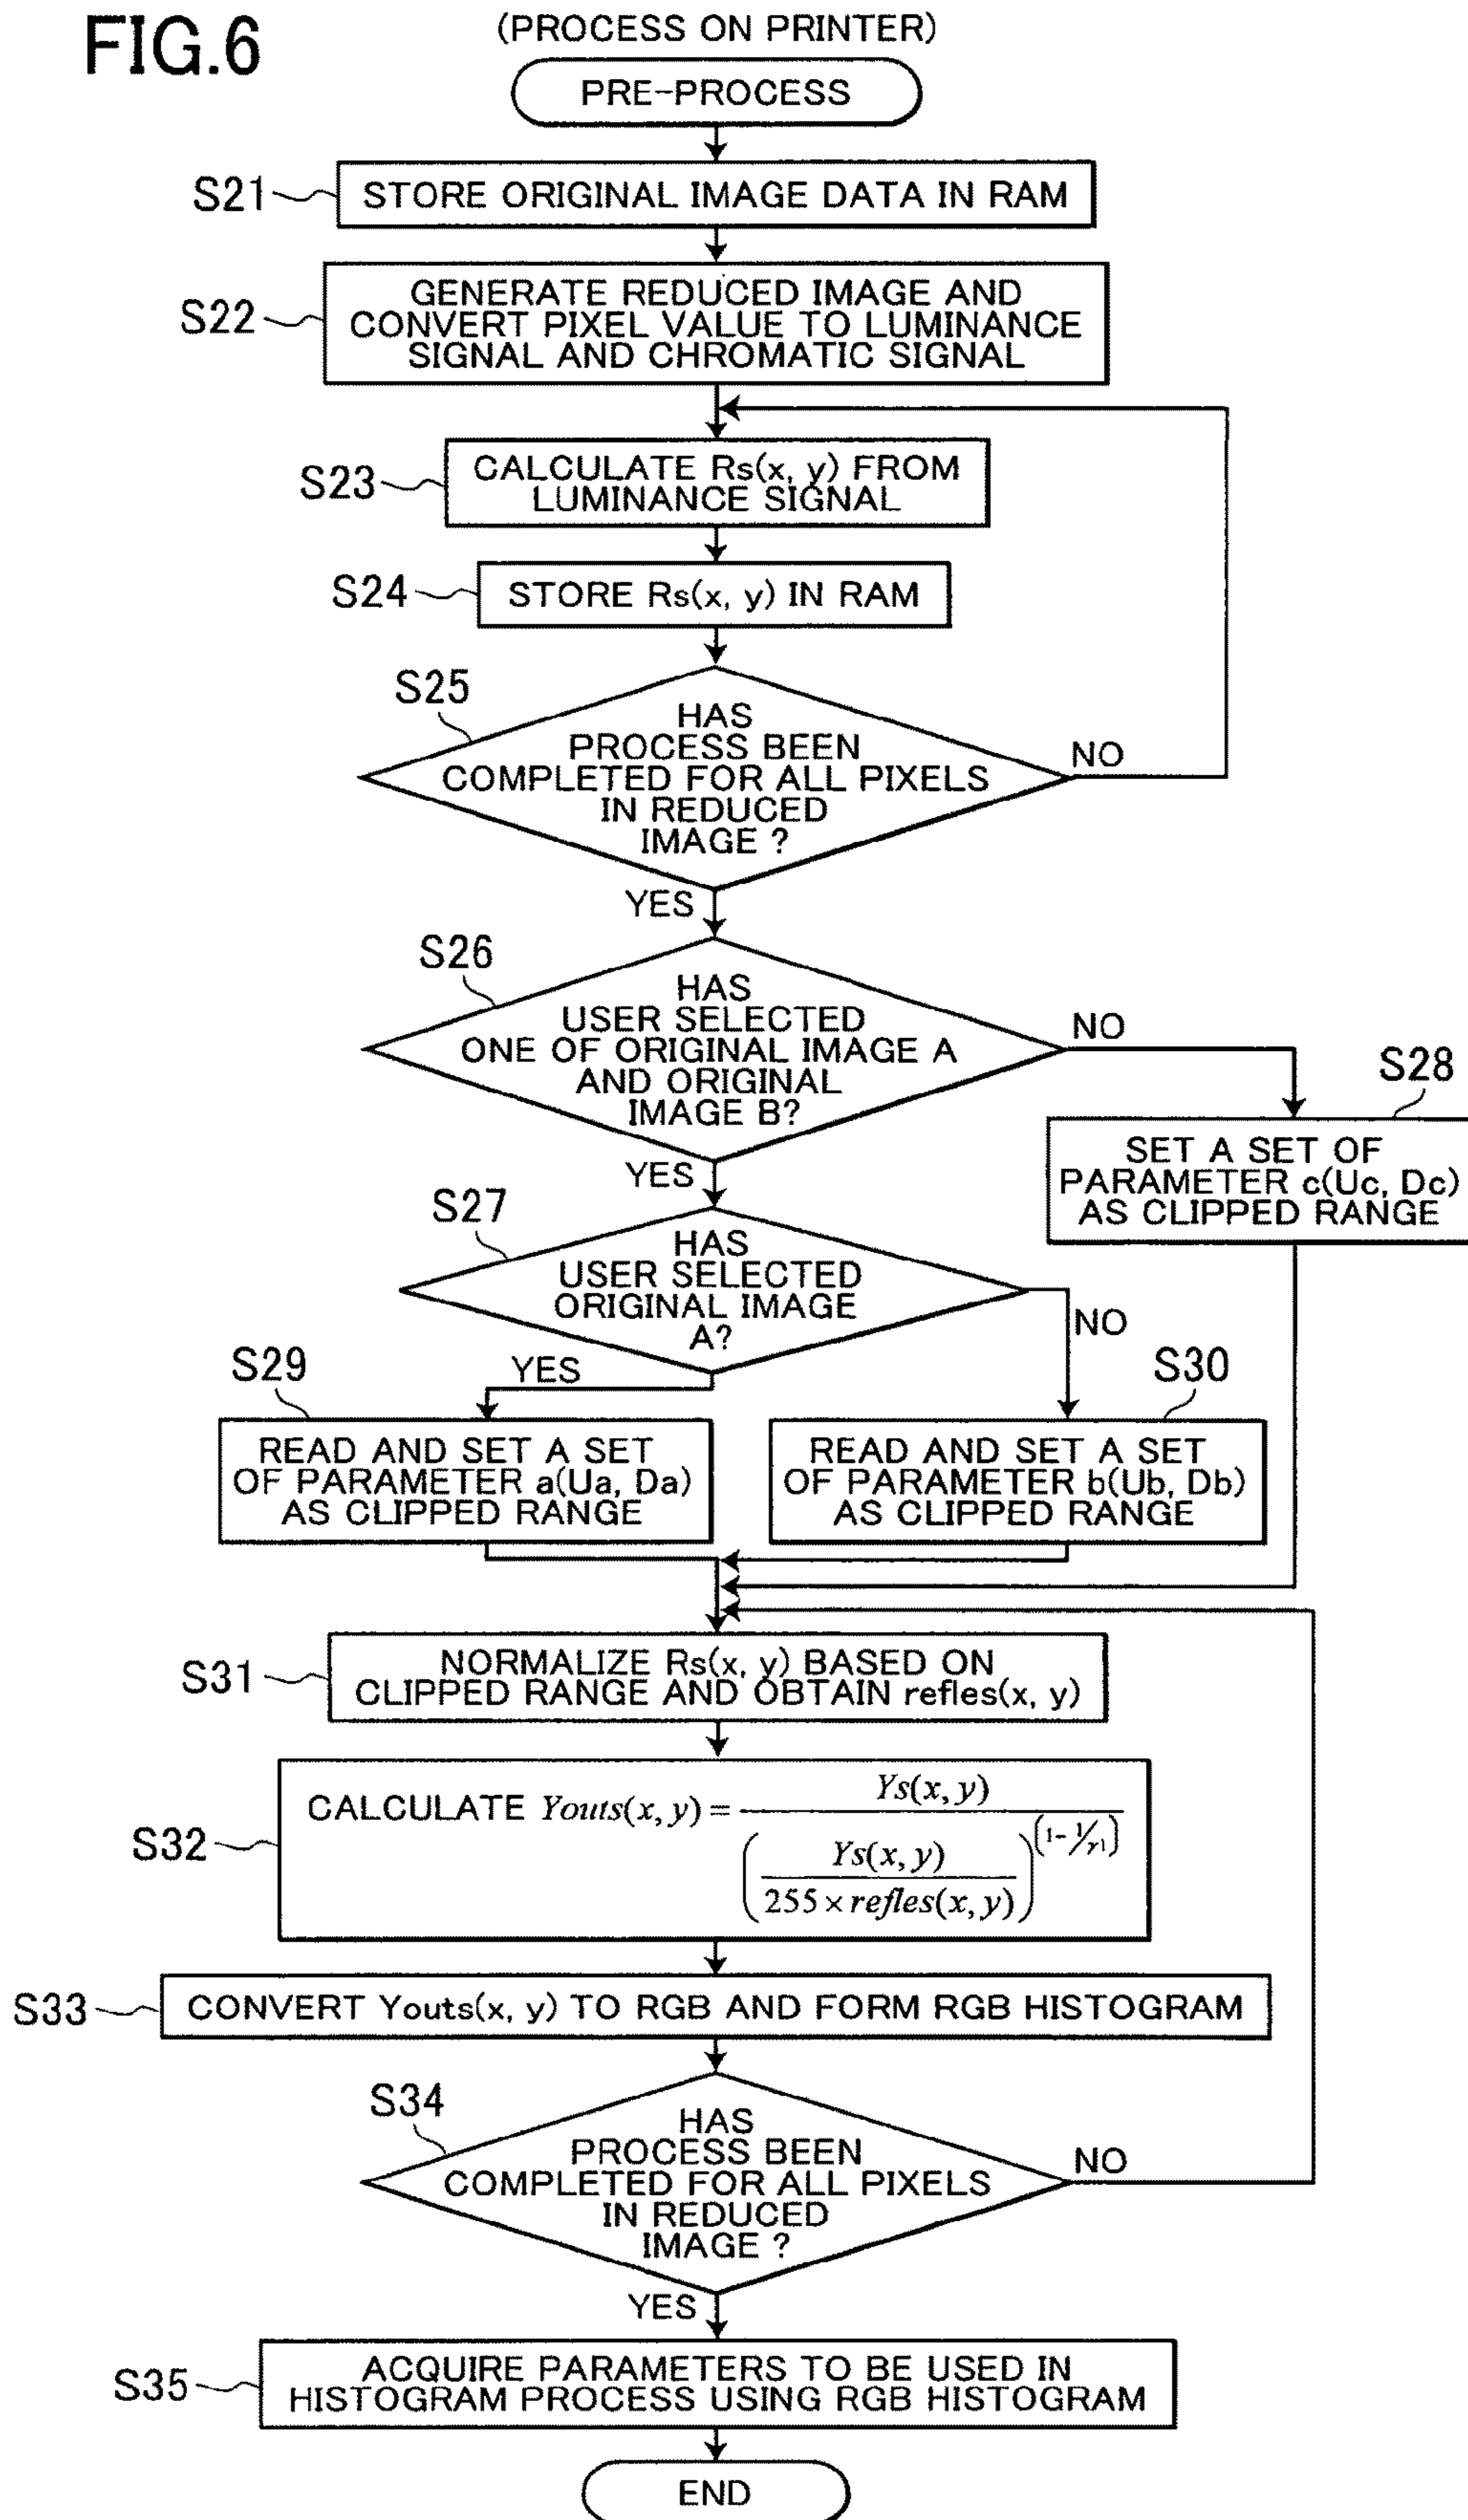 FIG.6
(PROCESS ON PRINTER)
PRE-PROCESS
S21
STORE ORIGINAL IMAGE DATA IN RAM
S22
GENERATE REDUCED IMAGE AND
CONVERT PIXEL VALUE TO LUMINANCE
SIGNAL AND CHROMATIC SIGNAL
S23
CALCULATE Rs(x, y) FROM
LUMINANCE SIGNAL
S24
STORE Rs(x, y) IN RAM
S25
HAS
PROCESS BEEN
COMPLETED FOR ALL PIXELS
IN REDUCED
IMAGE ?
NO
YES
S26
HAS
USER SELECTED
ONE OF ORIGINAL IMAGE A
AND ORIGINAL
IMAGE B?
NO
YES
S28
SET A SET OF
PARAMETER c(Uc, Dc)
AS CLIPPED RANGE
S27
HAS
USER SELECTED
ORIGINAL IMAGE
A?
YES
NO
S29
READ AND SET A SET
OF PARAMETER a(Ua, Da)
AS CLIPPED RANGE
S30
READ AND SET A SET
OF PARAMETER b(Ub, Db)
AS CLIPPED RANGE
S31
NORMALIZE Rs(x, y) BASED ON
CLIPPED RANGE AND OBTAIN refles(x, y)
S32
CALCULATE Youts(x, y) =
Ys(x, y)
(Ys(x, y)
255 × refles(x, y))
(1-1/r1)
S33
CONVERT Youts(x, y) TO RGB AND FORM RGB HISTOGRAM
S34
HAS
PROCESS BEEN
COMPLETED FOR ALL PIXELS
IN REDUCED
IMAGE ?
NO
YES
S35
ACQUIRE PARAMETERS TO BE USED IN
HISTOGRAM PROCESS USING RGB HISTOGRAM
END